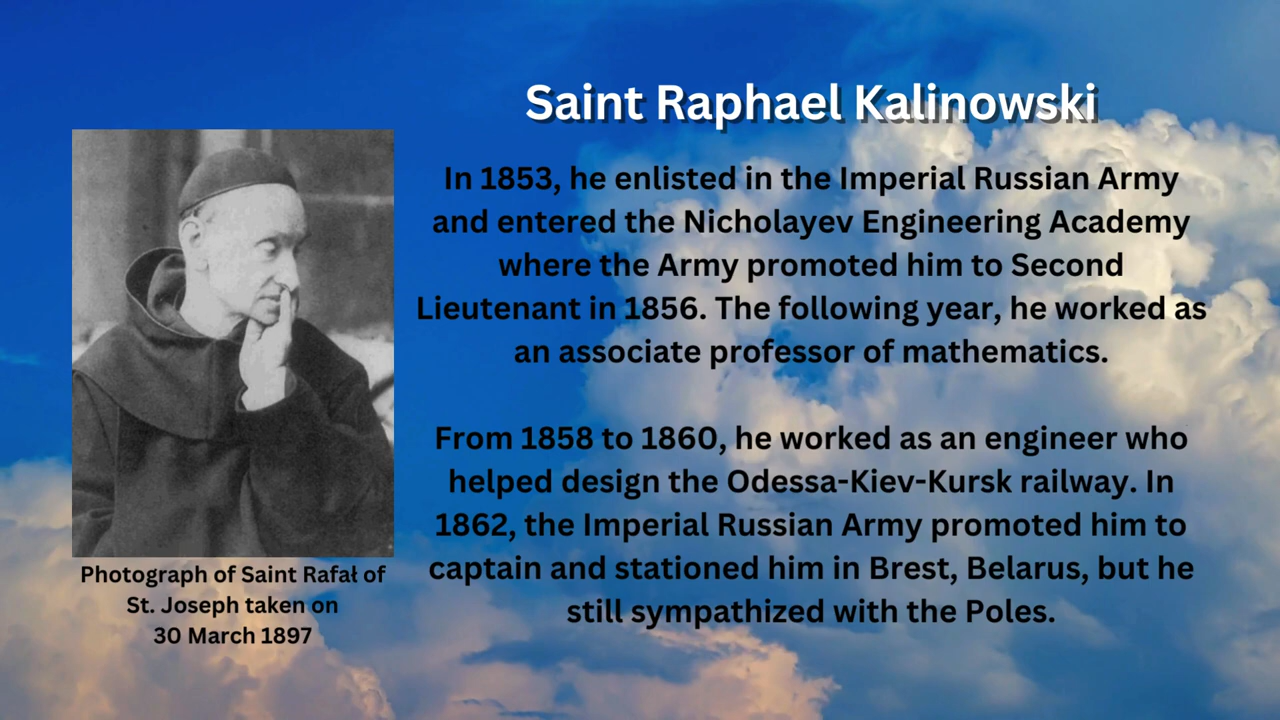 Saint Raphael Kalinowski
In 1853, he enlisted in the Imperial Russian Army
and entered the Nicholayev Engineering Academy
where the Army promoted him to Second
Lieutenant in 1856. The following year, he worked as
an associate professor of mathematics.
From 1858 to 1860, he worked as an engineer who
helped design the Odessa-Kiev-Kursk railway. In
1862, the Imperial Russian Army promoted him to
captain and stationed him in Brest, Belarus, but he
still sympathized with the Poles.
Photograph of Saint Rafał of
St. Joseph taken on
30 March 1897